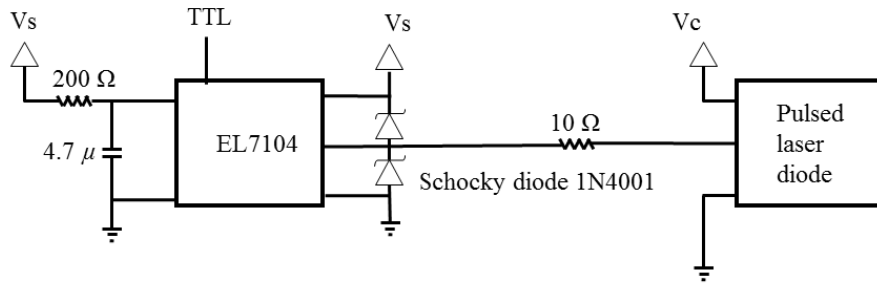 Vs
TTL
Vs
Vc
200 Ω
4.7 μ
EL7104
10 Ω
Schocky diode 1N4001
Pulsed
laser
diode